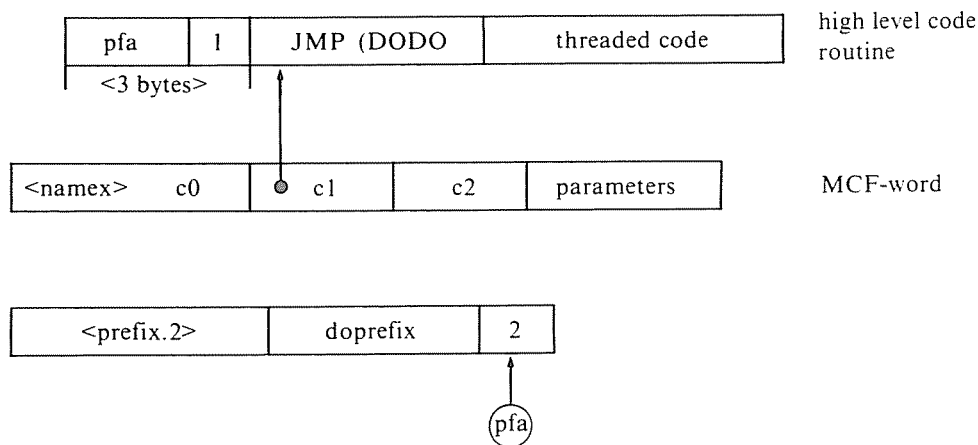 pfa 1 JMP (DODO threaded code
high level code
routine
<3 bytes>
<namex> c0 c1 c2 parameters MCF-word
<prefix.2> doprefix 2
pfa